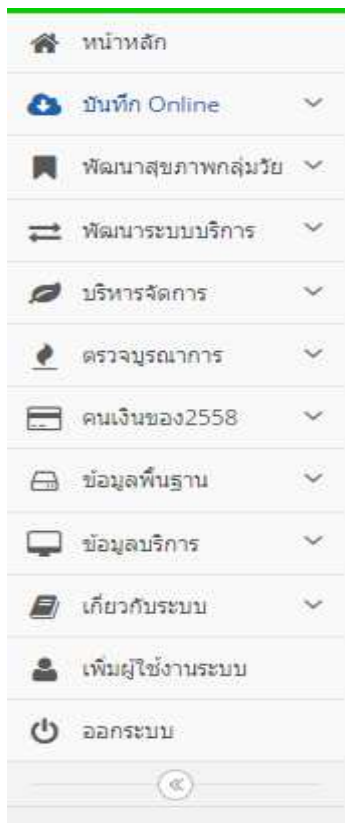 หน้าหลัก
บันทึก Online
พัฒนาสุขภาพกลุ่มวัย
พัฒนาระบบบริการ
บริหารจัดการ
ตรวจบูรณาการ
คนเงินของ2558
ข้อมูลพื้นฐาน
ข้อมูลบริการ
เกี่ยวกับระบบ
เพิ่มผู้ใช้งานระบบ
ออกระบบ